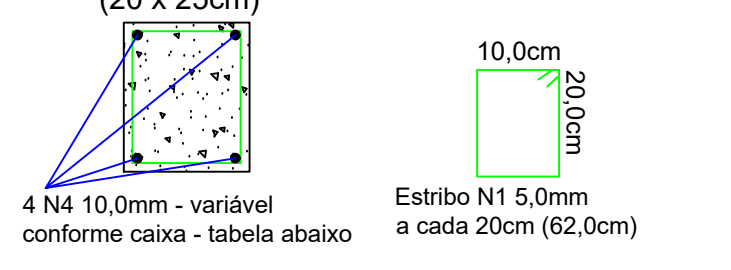 (20 x 25cm)
10,0cm
20,0cm
4 N4 10,0mm - variável
conforme caixa - tabela abaixo
Estribo N1 5,0mm
a cada 20cm (62,0cm)